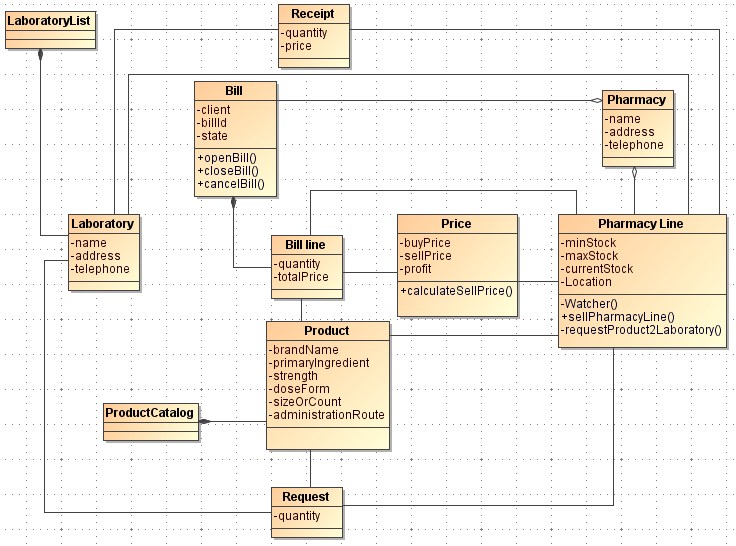 LaboratoryList
Receipt
-quantity
-price
Bill
-client
-billId
-state
+openBill()
+closeBill()
+cancelBill()
Pharmacy
-name
-address
-telephone
Laboratory
-name
-address
-telephone
Bill line
-quantity
-totalPrice
Price
-buyPrice
-sellPrice
-profit
+calculateSellPrice()
Pharmacy Line
-minStock
-maxStock
-currentStock
-Location
-Watcher()
+sellPharmacyLine()
-requestProduct2Laboratory()
Product
-brandName
-primaryIngredient
-strength
-doseForm
-sizeOrCount
-administrationRoute
ProductCatalog
Request
-quantity